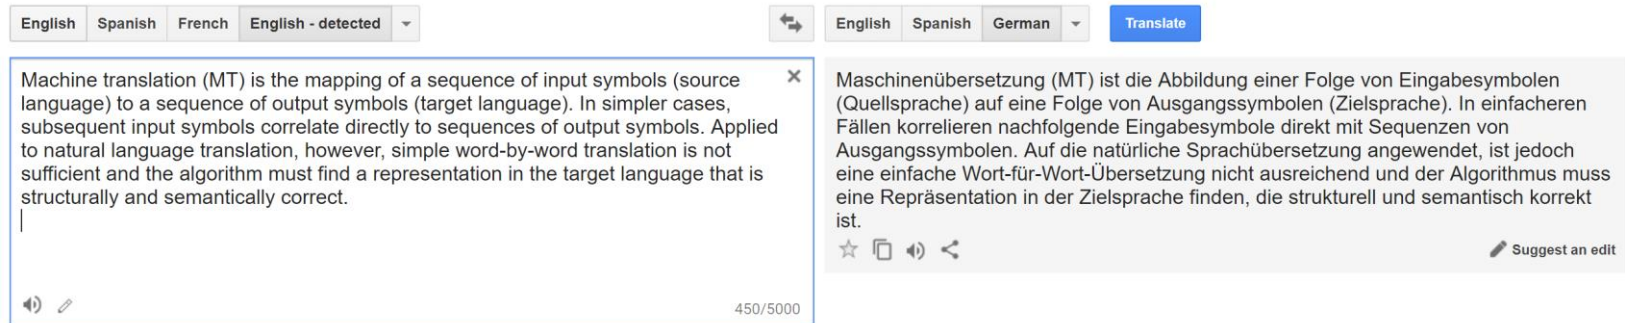 English Spanish French English - detected
English Spanish German Translate
Machine translation (MT) is the mapping of a sequence of input symbols (source
language) to a sequence of output symbols (target language). In simpler cases,
subsequent input symbols correlate directly to sequences of output symbols. Applied
to natural language translation, however, simple word-by-word translation is not
sufficient and the algorithm must find a representation in the target language that is
structurally and semantically correct.
450/5000
Maschinenübersetzung (MT) ist die Abbildung einer Folge von Eingabesymbolen
(Quellsprache) auf eine Folge von Ausgangssymbolen (Zielsprache). In einfacheren
Fällen korrelieren nachfolgende Eingabesymbole direkt mit Sequenzen von
Ausgangssymbolen. Auf die natürliche Sprachübersetzung angewendet, ist jedoch
eine einfache Wort-für-Wort-Übersetzung nicht ausreichend und der Algorithmus muss
eine Repräsentation in der Zielsprache finden, die strukturell und semantisch korrekt
ist.
Suggest an edit